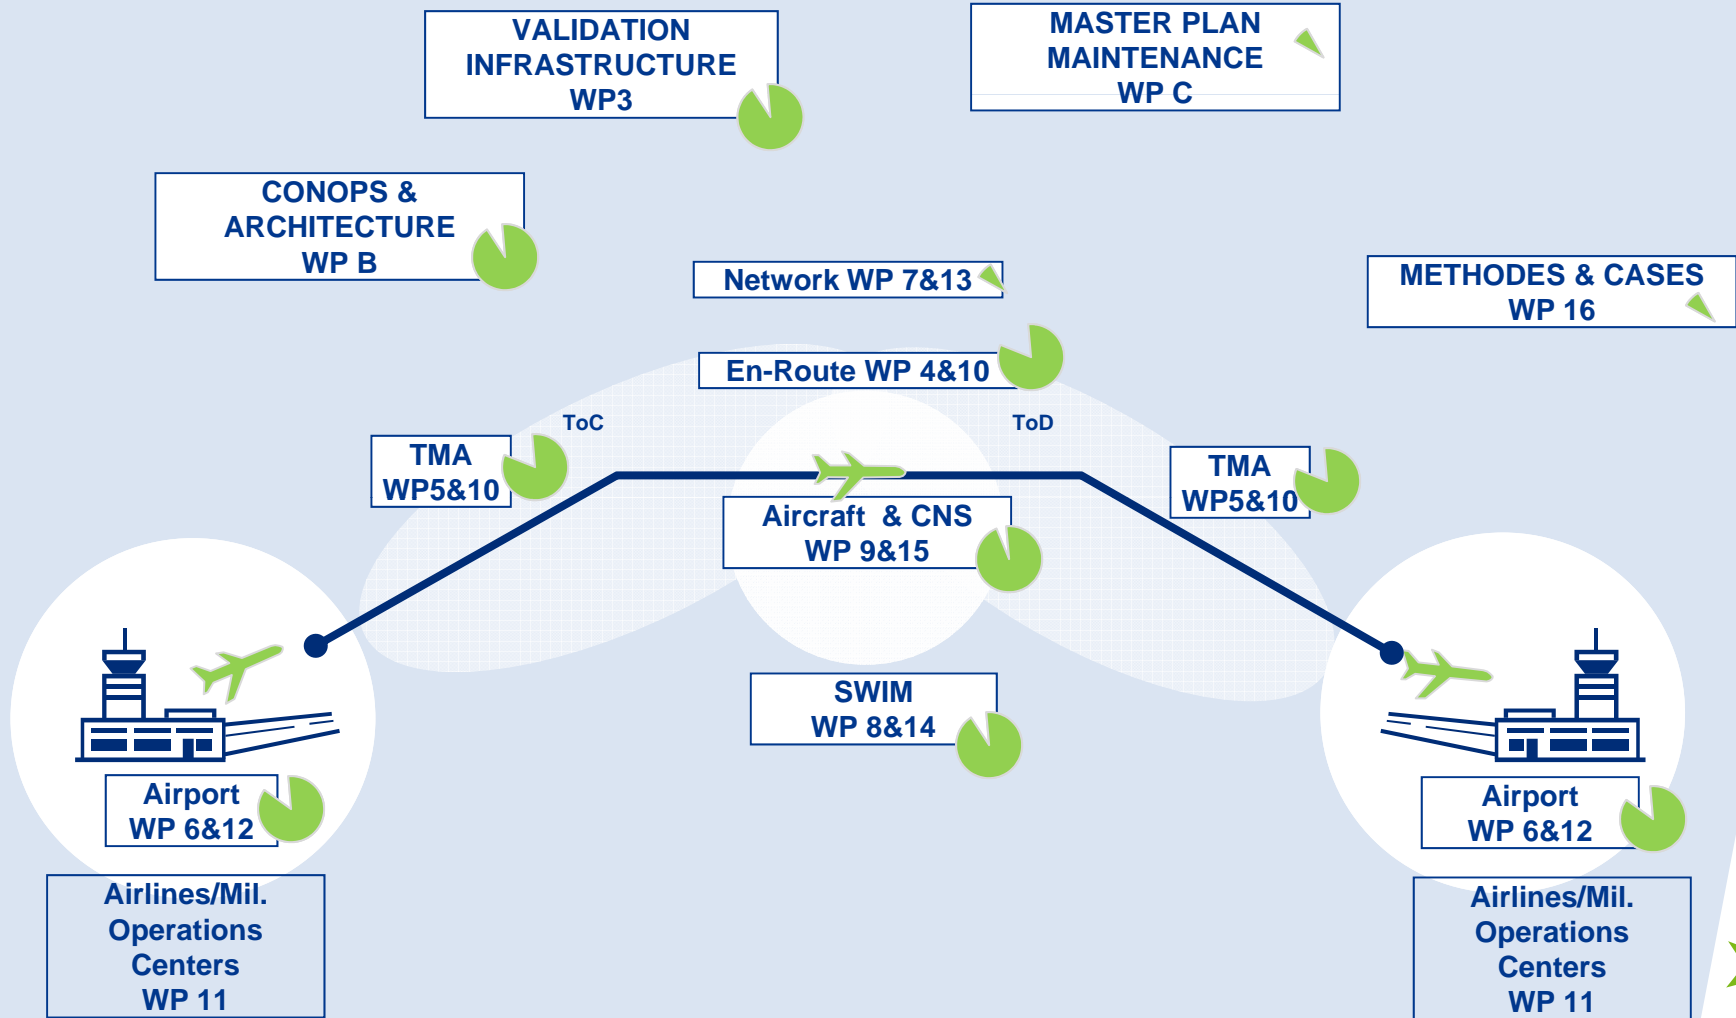 VALIDATION
INFRASTRUCTURE
WP3
MASTER PLAN
MAINTENANCE
WP C
CONOPS &
ARCHITECTURE
WP B
Network WP 7&13
METHODES & CASES
WP 16
En-Route WP 4&10
ToC
ToD
TMA
WP5&10
TMA
WP5&10
Aircraft & CNS
WP 9&15
SWIM
WP 8&14
Airport
WP 6&12
Airport
WP 6&12
Airlines/Mil.
Operations
Centers
WP 11
Airlines/Mil.
Operations
Centers
WP 11